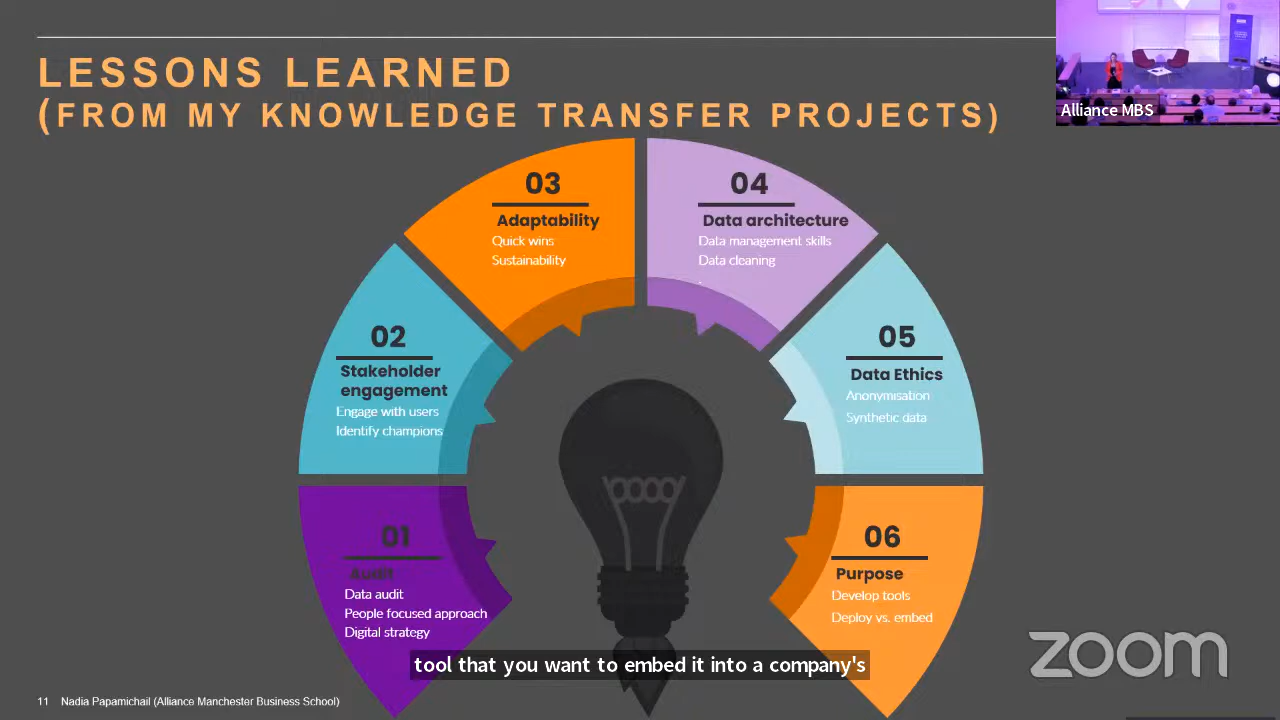 LESSONS LEARNED
(FROM MY KNOWLEDGE TRANSFER PROJECTS)
Alliance MBS
01
Audit
Data audit
People focused approach
Digital strategy
02
Stakeholder
engagement
Engage with users
Identify champions
03
Adaptability
Quick wins
Sustainability
04
Data architecture
Data management skills
Data cleaning
.
05
Data Ethics
Anonymisation
Synthetic data
06
Purpose
Develop tools
Deploy vs. embed
tool that you want to embed it into a company's
zoom
11 Nadia Papamichail (Alliance Manchester Business School)